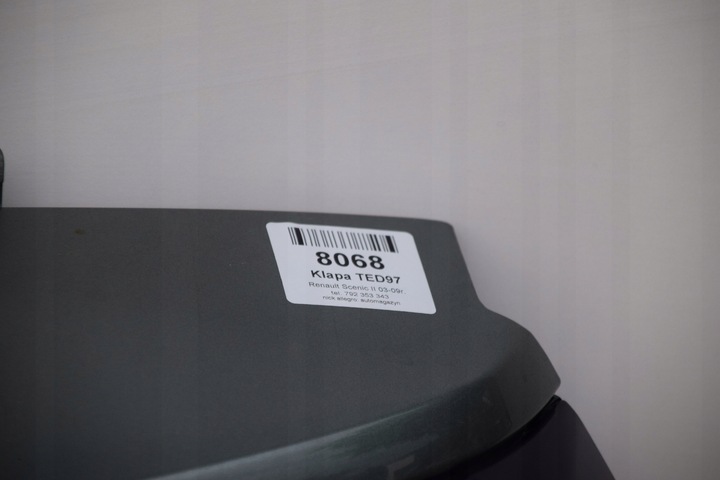 8068
Klapa TED97
Renault Scenic II 03-09r.
tel. 792 353 343
nick allegro: automagazyn